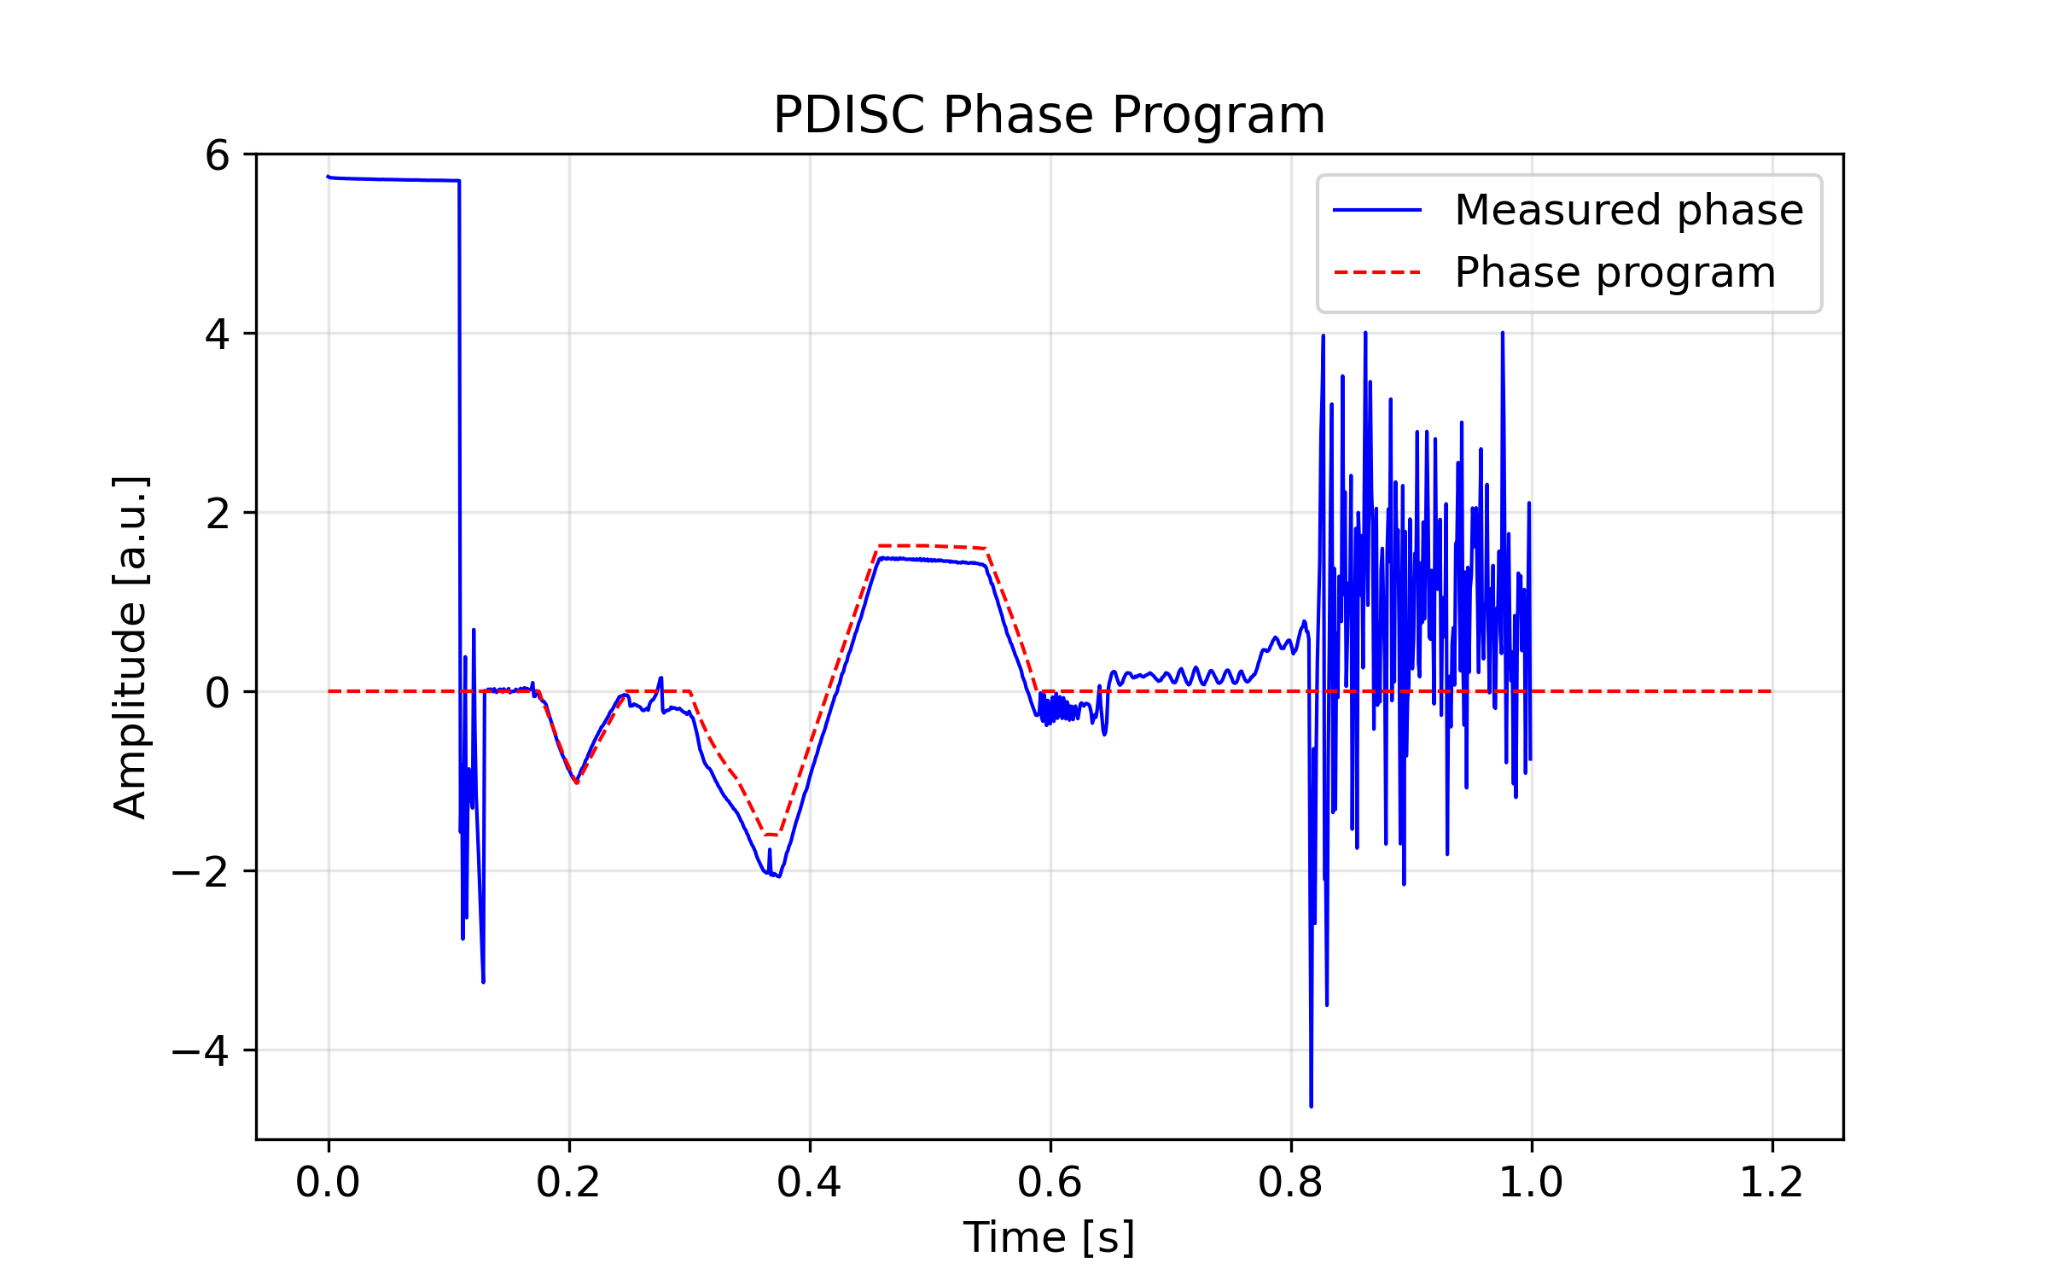 PDISC Phase Program
Measured phase
Phase program
Amplitude [a.u.]
6
4
2
0
−2
−4
0.0 0.2 0.4 0.6 0.8 1.0 1.2
Time [s]